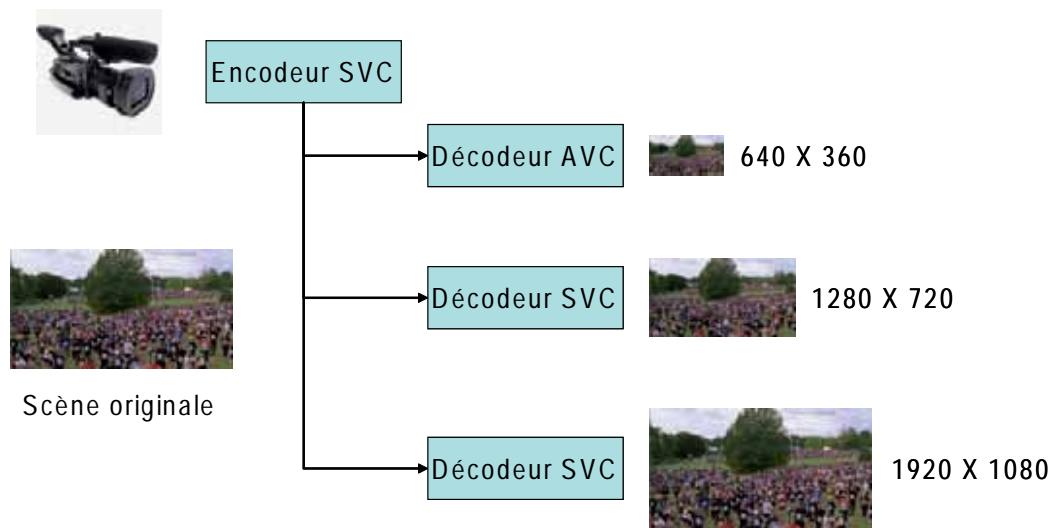 Encodeur SVC
Décodeur AVC
640 X 360
Décodeur SVC
1280 X 720
Scène originale
Décodeur SVC
1920 X 1080